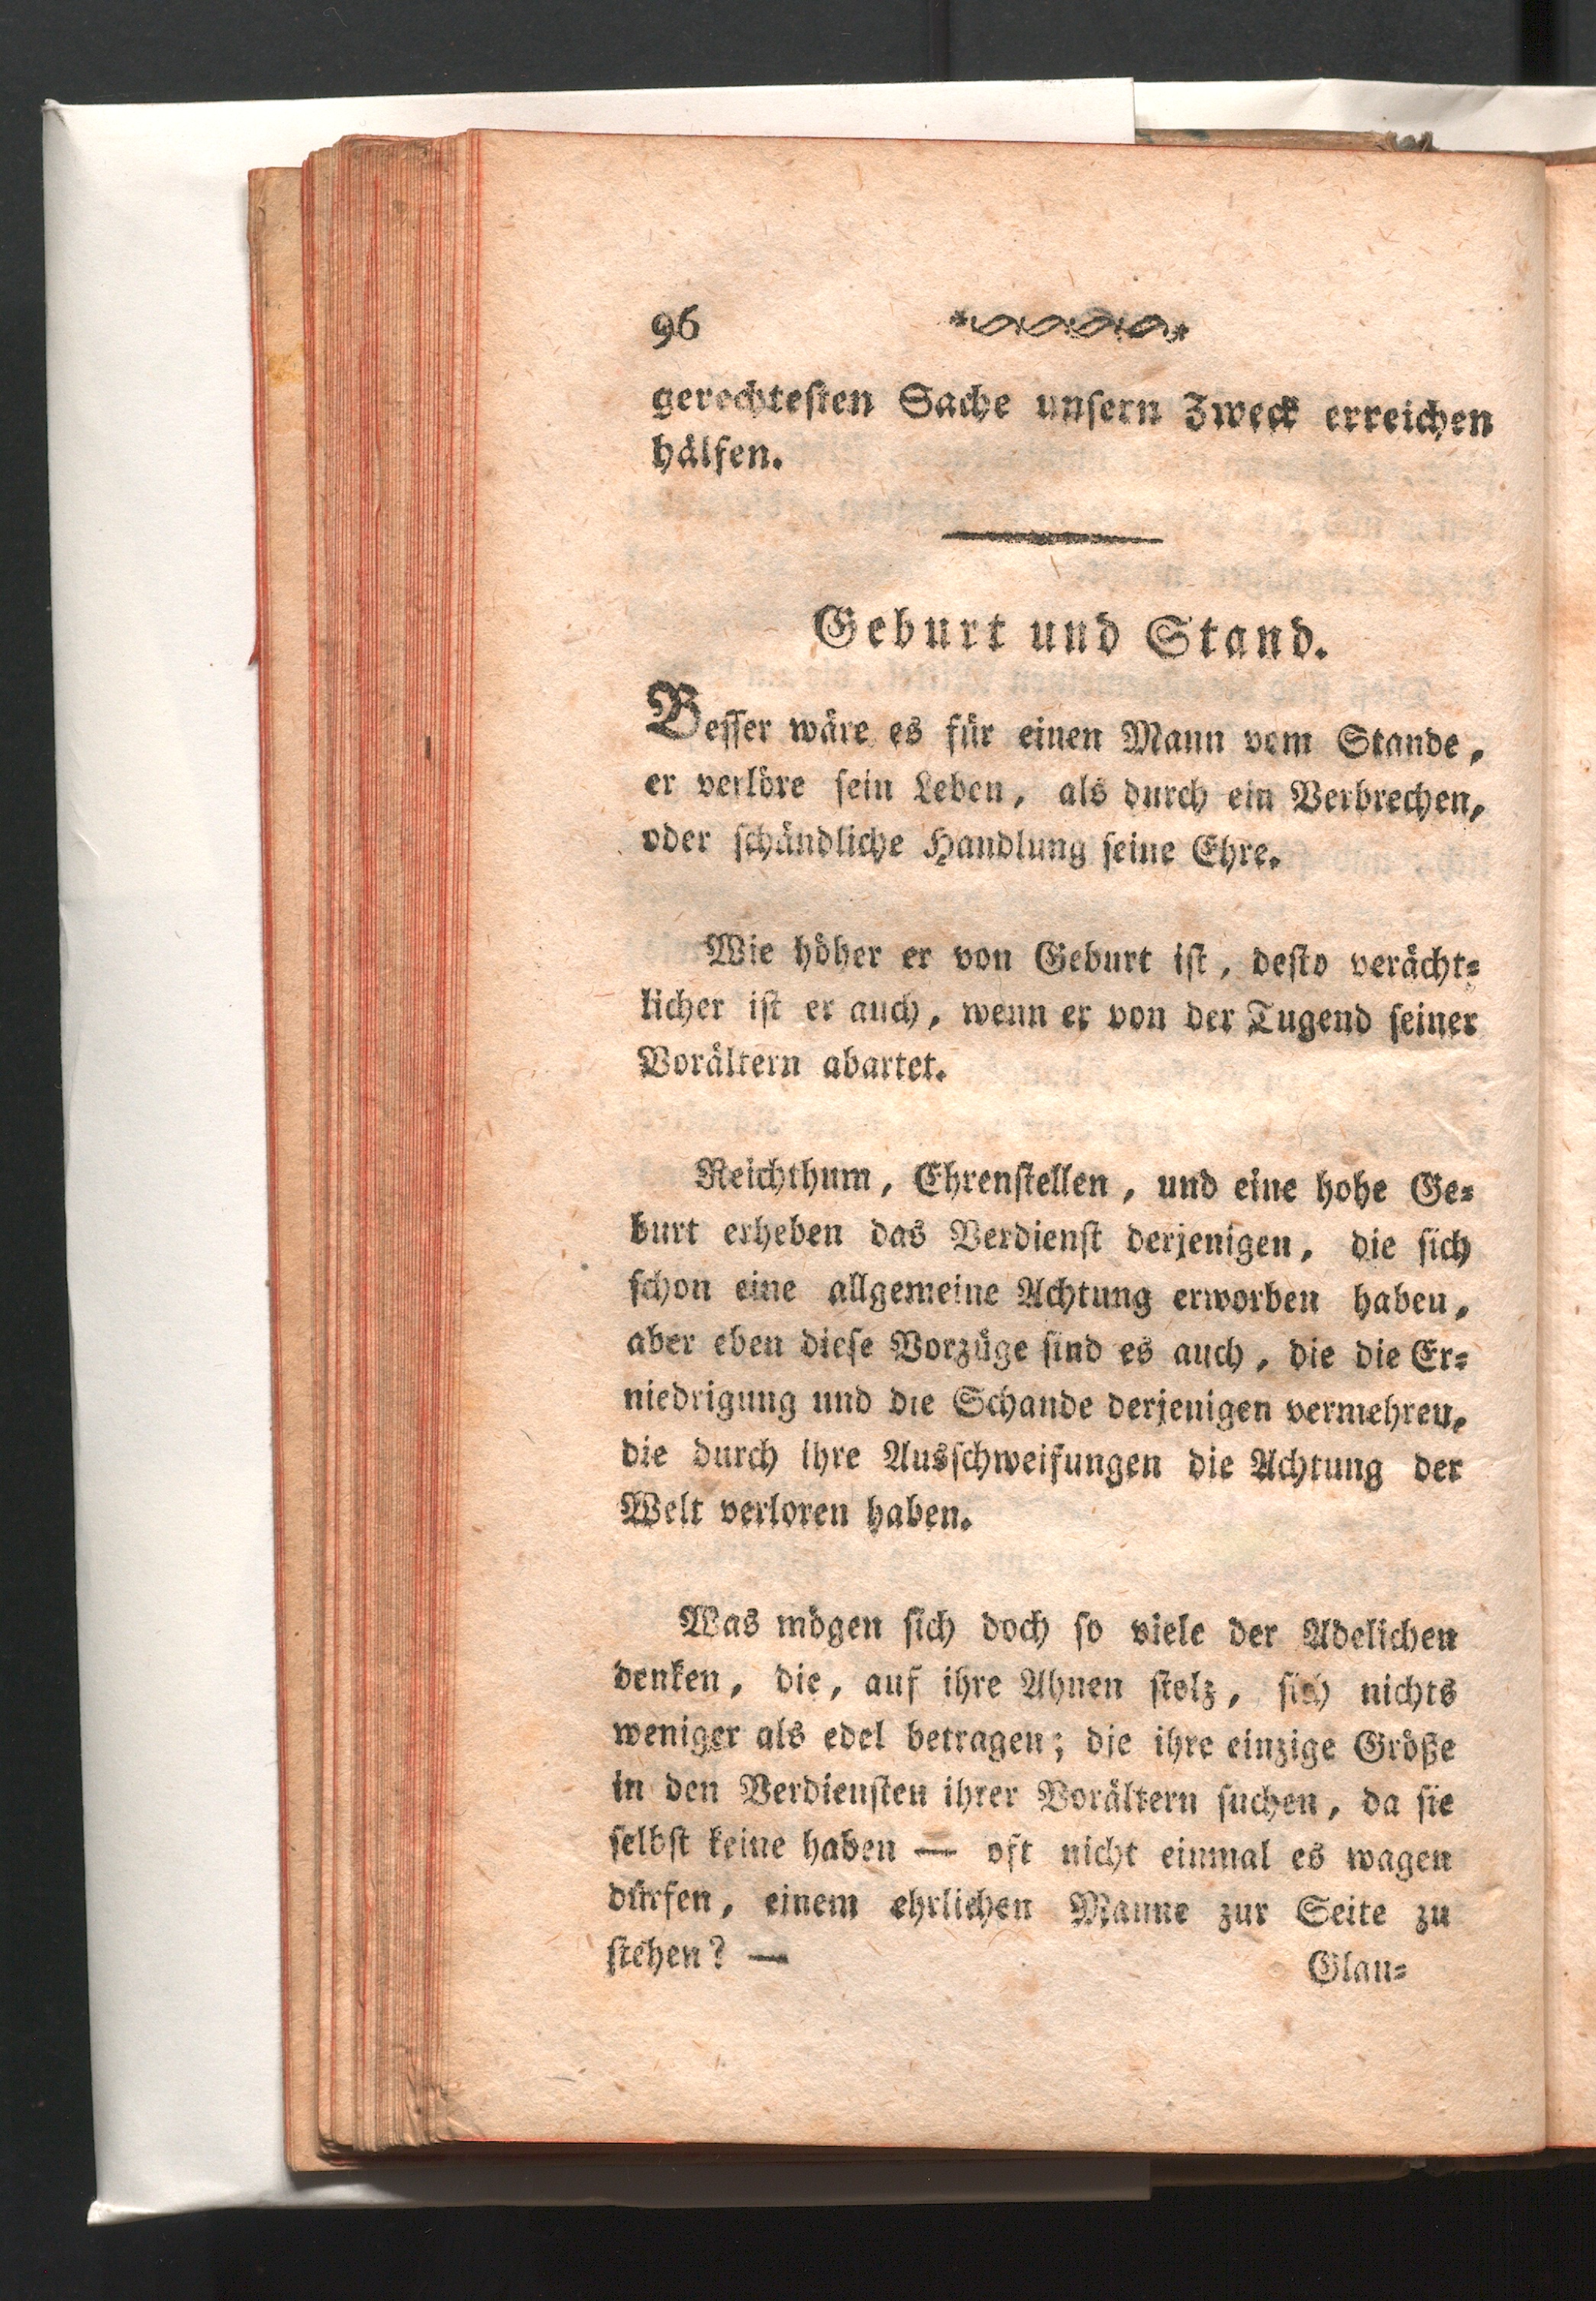 96
gerechtesten Sache unsern Zweck erreichen
hälfen.
Geburt und Stand.
Besser wäre es für einen Mann vom Stande,
er verlöre sein Leben, als durch ein Verbrechen,
oder schändliche Handlung seine Ehre.
Wie höher er von Geburt ist, desto verächt-
licher ist er auch, wenn er von der Tugend seiner
Vorältern abartet.
Reichthum, Ehrenstellen, und eine hohe Ge-
burt erheben das Verdienst derjenigen, die sich
schon eine allgemeine Achtung erworben haben,
aber eben diese Vorzüge sind es auch, die die Er-
niedrigung und die Schande derjenigen vermehren,
die durch ihre Ausschweifungen die Achtung der
Welt verloren haben.
Was mögen sich doch so viele der Adelichen
denken, die, auf ihre Ahnen stolz, sich nichts
weniger als edel betragen; die ihre einzige Größe
in den Verdiensten ihrer Vorältern suchen, da sie
selbst keine haben — oft nicht einmal es wagen
dürfen, einem ehrlichen Manne zur Seite zu
stehen? —
Glau-